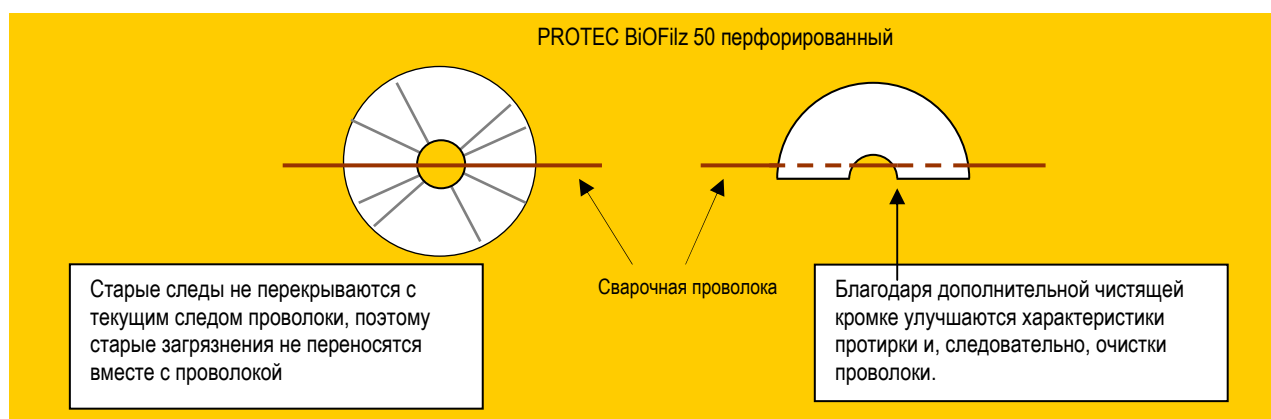 PROTEC BiOFilz 50 перфорированный
Сварочная проволока
Старые следы не перекрываются с
текущим следом проволоки, поэтому
старые загрязнения не переносятся
вместе с проволокой
Благодаря дополнительной чистящей
кромке улучшаются характеристики
протирки и, следовательно, очистки
проволоки.